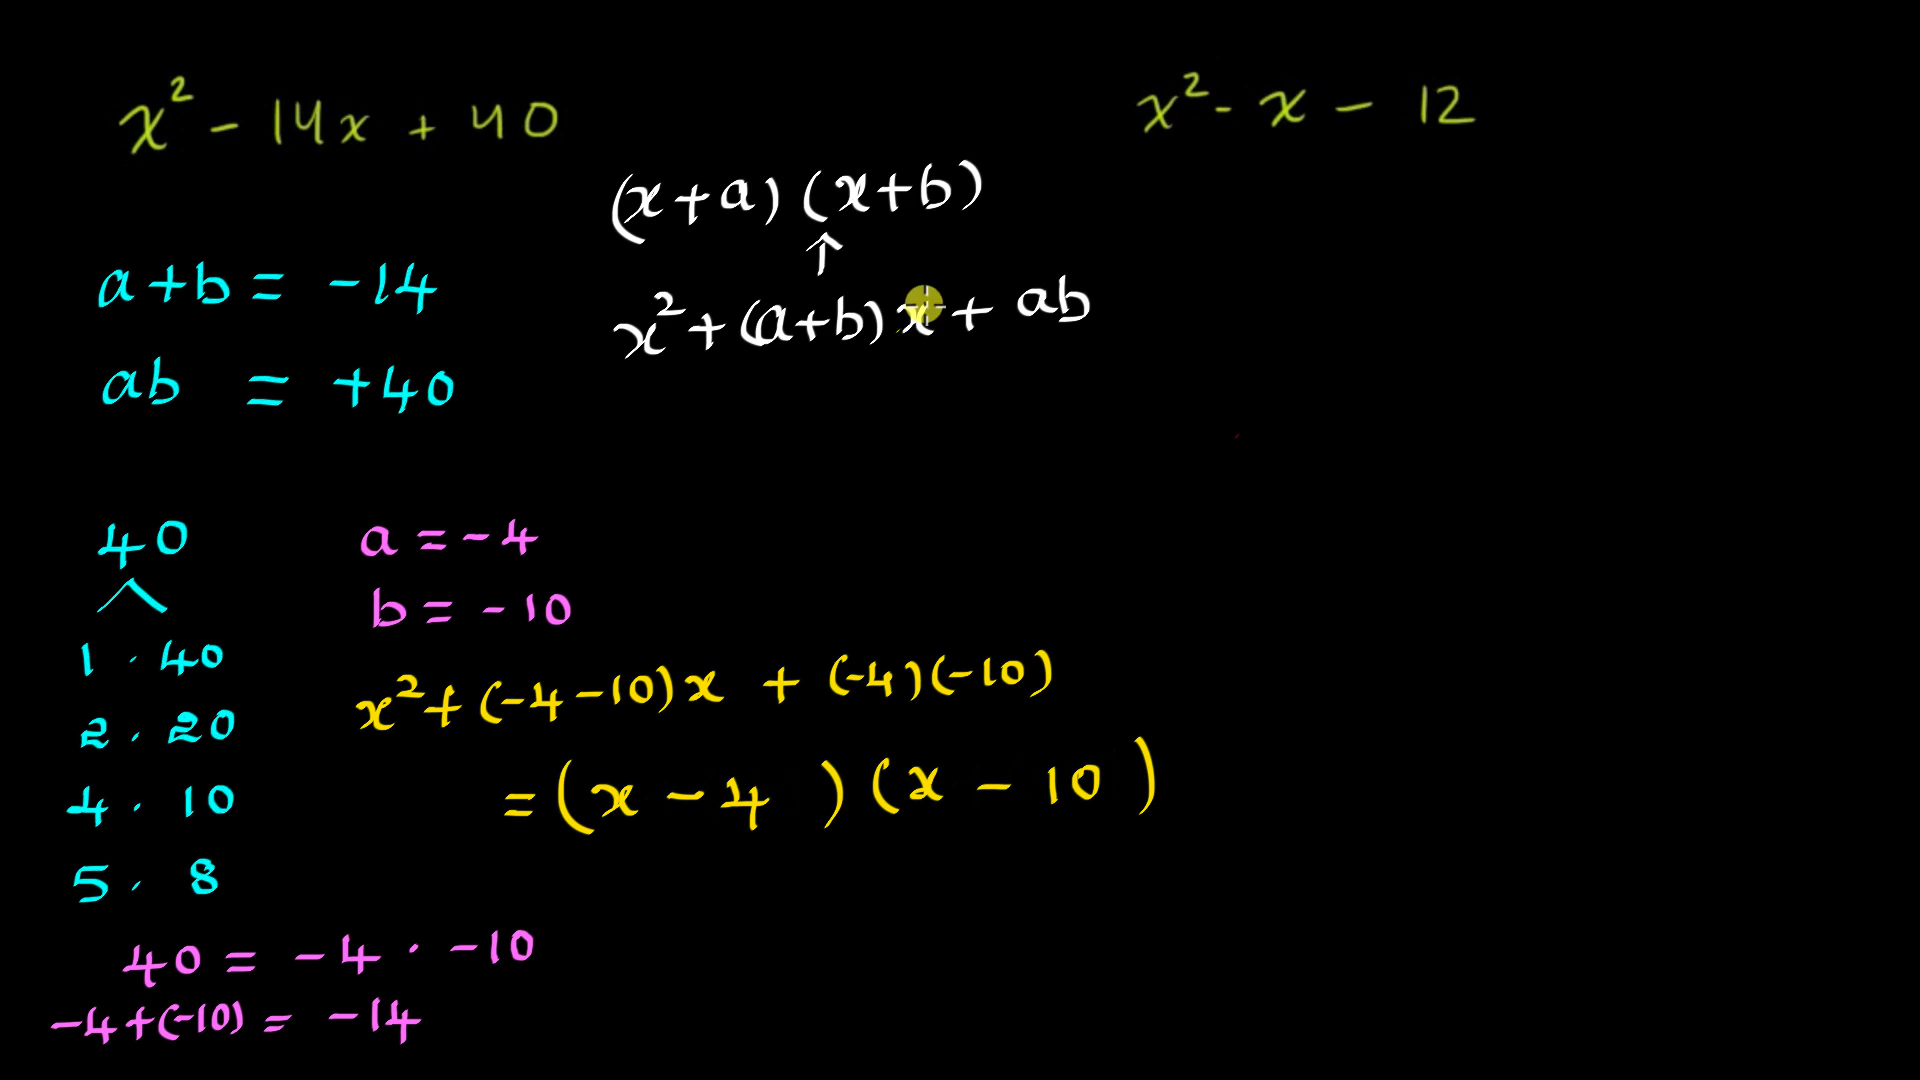 x² - 14x + 40
x² - x - 12
(x+a) (x+b)
↑
x² + (a+b) x + ab
a+b = -14
ab = +40
40
1 · 40
2 · 20
4 · 10
5 · 8
a = -4
b = -10
x² + (-4 -10) x + (-4) (-10)
= (x - 4) (x - 10)
40 = -4 · -10
-4 + (-10) = -14